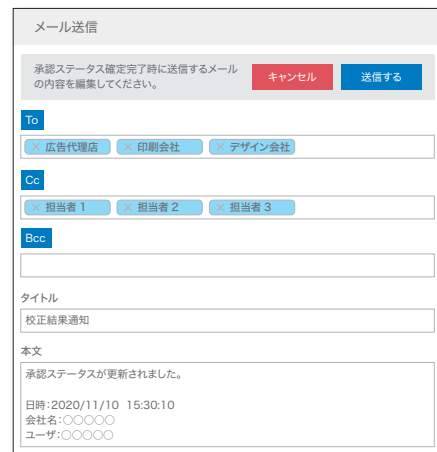 メール送信
承認ステータス確定完了時に送信するメール
の内容を編集してください。
キャンセル
送信する
To
× 広告代理店 × 印刷会社 × デザイン会社
Cc
× 担当者 1 × 担当者 2 × 担当者 3
Bcc
タイトル
校正結果通知
本文
承認ステータスが更新されました。
日時:2020/11/10 15:30:10
会社名:○○○○○
ユーザ:○○○○○